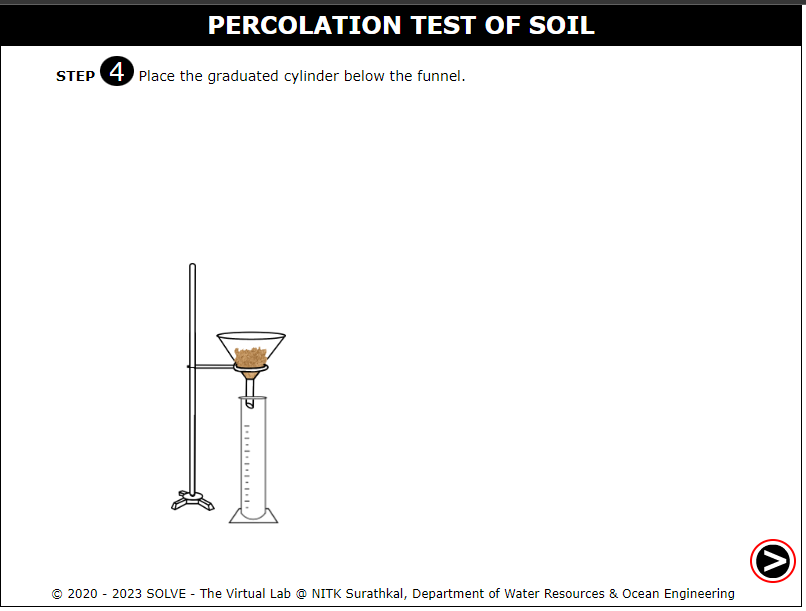 PERCOLATION TEST OF SOIL
STEP 4 Place the graduated cylinder below the funnel.
© 2020 - 2023 SOLVE - The Virtual Lab @ NITK Surathkal, Department of Water Resources & Ocean Engineering